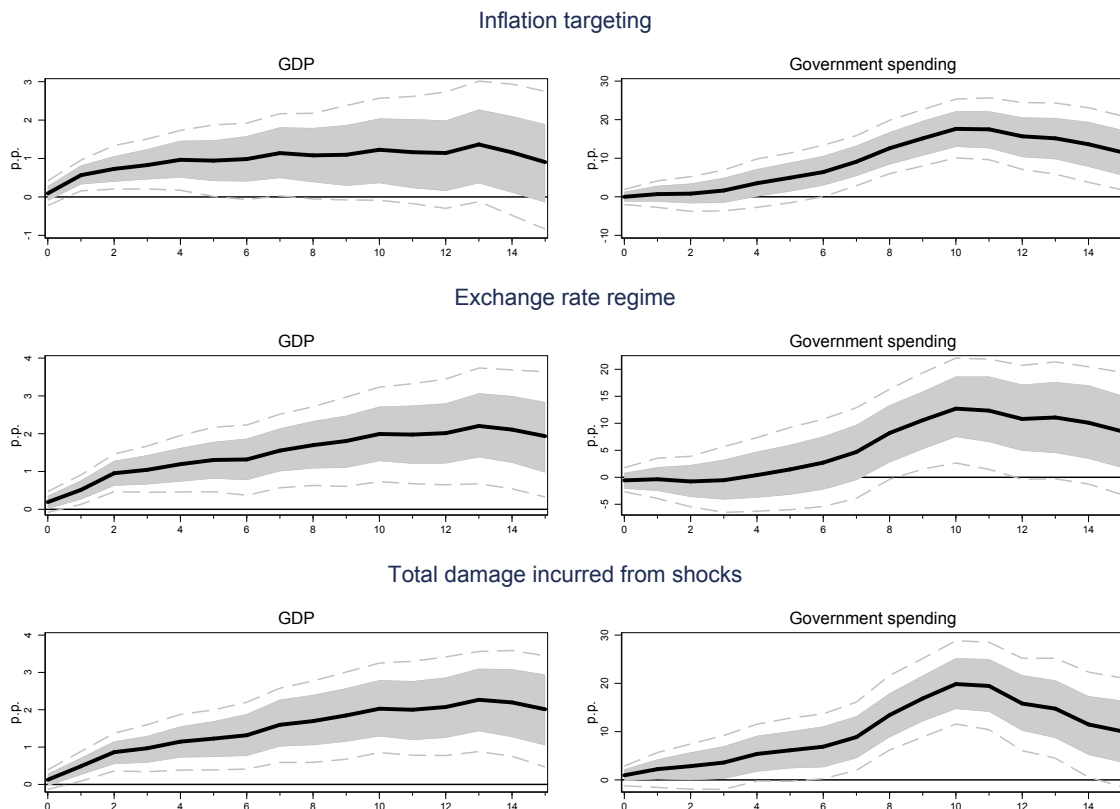 Inflation targeting
GDP
p.p.
3
2
1
0
-1
0 2 4 6 8 10 12 14
Government spending
p.p.
30
20
10
0
-10
0 2 4 6 8 10 12 14
Exchange rate regime
GDP
p.p.
4
3
2
1
0
0 2 4 6 8 10 12 14
Government spending
p.p.
20
15
10
5
0
-5
0 2 4 6 8 10 12 14
Total damage incurred from shocks
GDP
p.p.
4
3
2
1
0
0 2 4 6 8 10 12 14
Government spending
p.p.
30
20
10
0
0 2 4 6 8 10 12 14